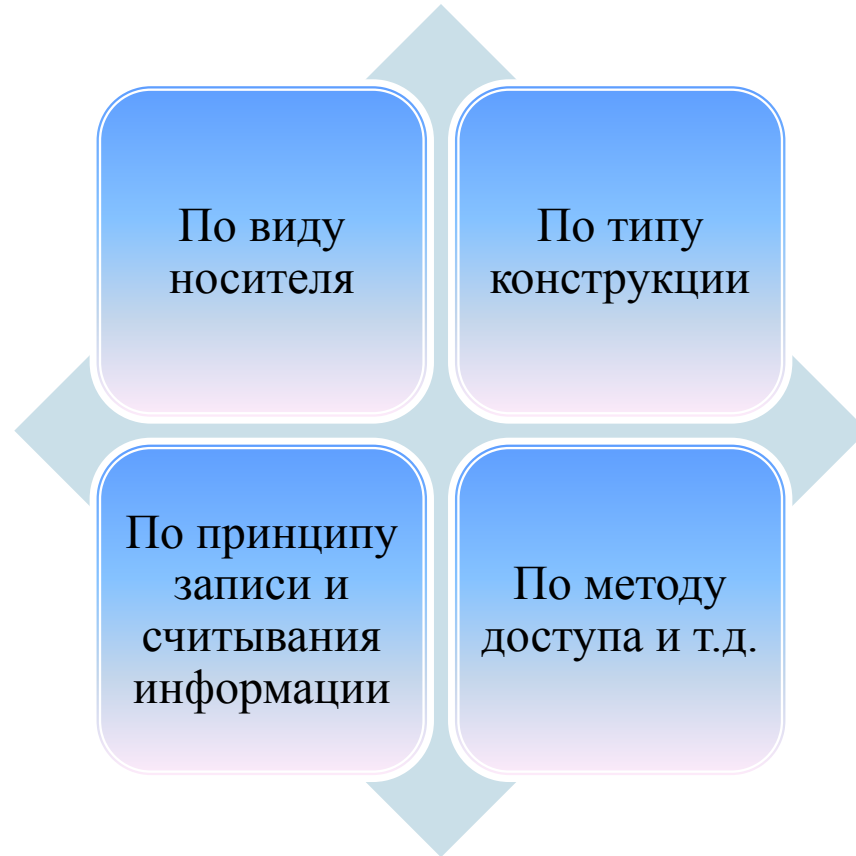 По виду
носителя
По типу
конструкции
По принципу
записи и
считывания
информации
По методу
доступа и т.д.